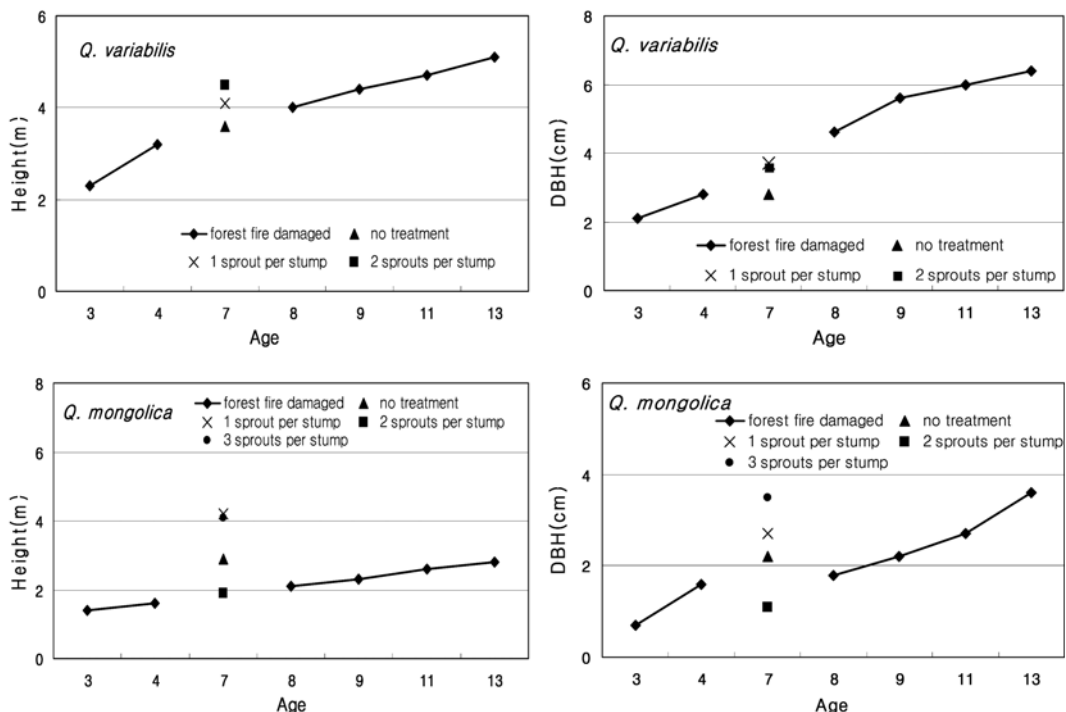 Q. variabilis
Height(m)
6
4
2
0
forest fire damaged
no treatment
1 sprout per stump
2 sprouts per stump
3 4 7 8 9 11 13
Age
Q. variabilis
DBH(cm)
8
6
4
2
0
forest fire damaged
no treatment
1 sprout per stump
2 sprouts per stump
3 4 7 8 9 11 13
Age
Q. mongolica
Height(m)
8
6
4
2
0
forest fire damaged
no treatment
1 sprout per stump
2 sprouts per stump
3 sprouts per stump
3 4 7 8 9 11 13
Age
Q. mongolica
DBH(cm)
6
4
2
0
forest fire damaged
no treatment
1 sprout per stump
2 sprouts per stump
3 sprouts per stump
3 4 7 8 9 11 13
Age